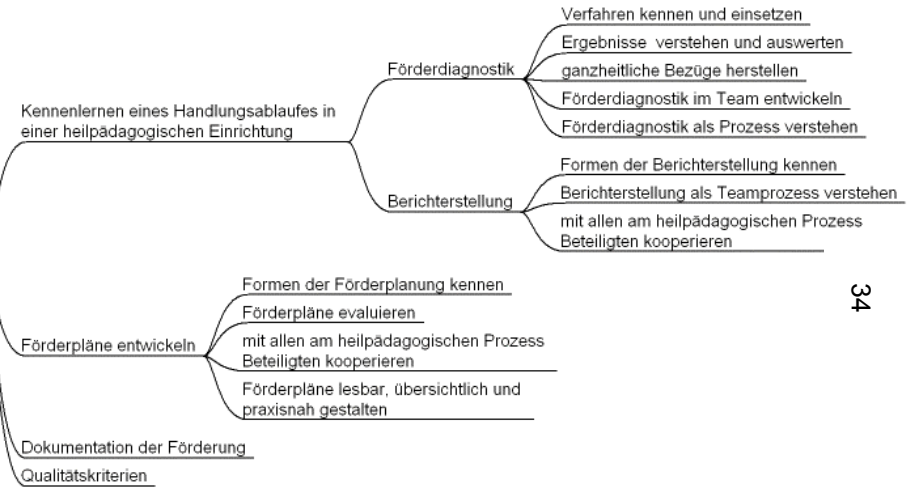 Kennenlernen eines Handlungsablaufes in
einer heilpädagogischen Einrichtung
Förderdiagnostik
Verfahren kennen und einsetzen
Ergebnisse verstehen und auswerten
ganzheitliche Bezüge herstellen
Förderdiagnostik im Team entwickeln
Förderdiagnostik als Prozess verstehen
Berichterstellung
Formen der Berichterstellung kennen
Berichterstellung als Teamprozess verstehen
mit allen am heilpädagogischen Prozess
Beteiligten kooperieren
Förderpläne entwickeln
Formen der Förderplanung kennen
Förderpläne evaluieren
mit allen am heilpädagogischen Prozess
Beteiligten kooperieren
Förderpläne lesbar, übersichtlich und
praxisnah gestalten
Dokumentation der Förderung
Qualitätskriterien
34